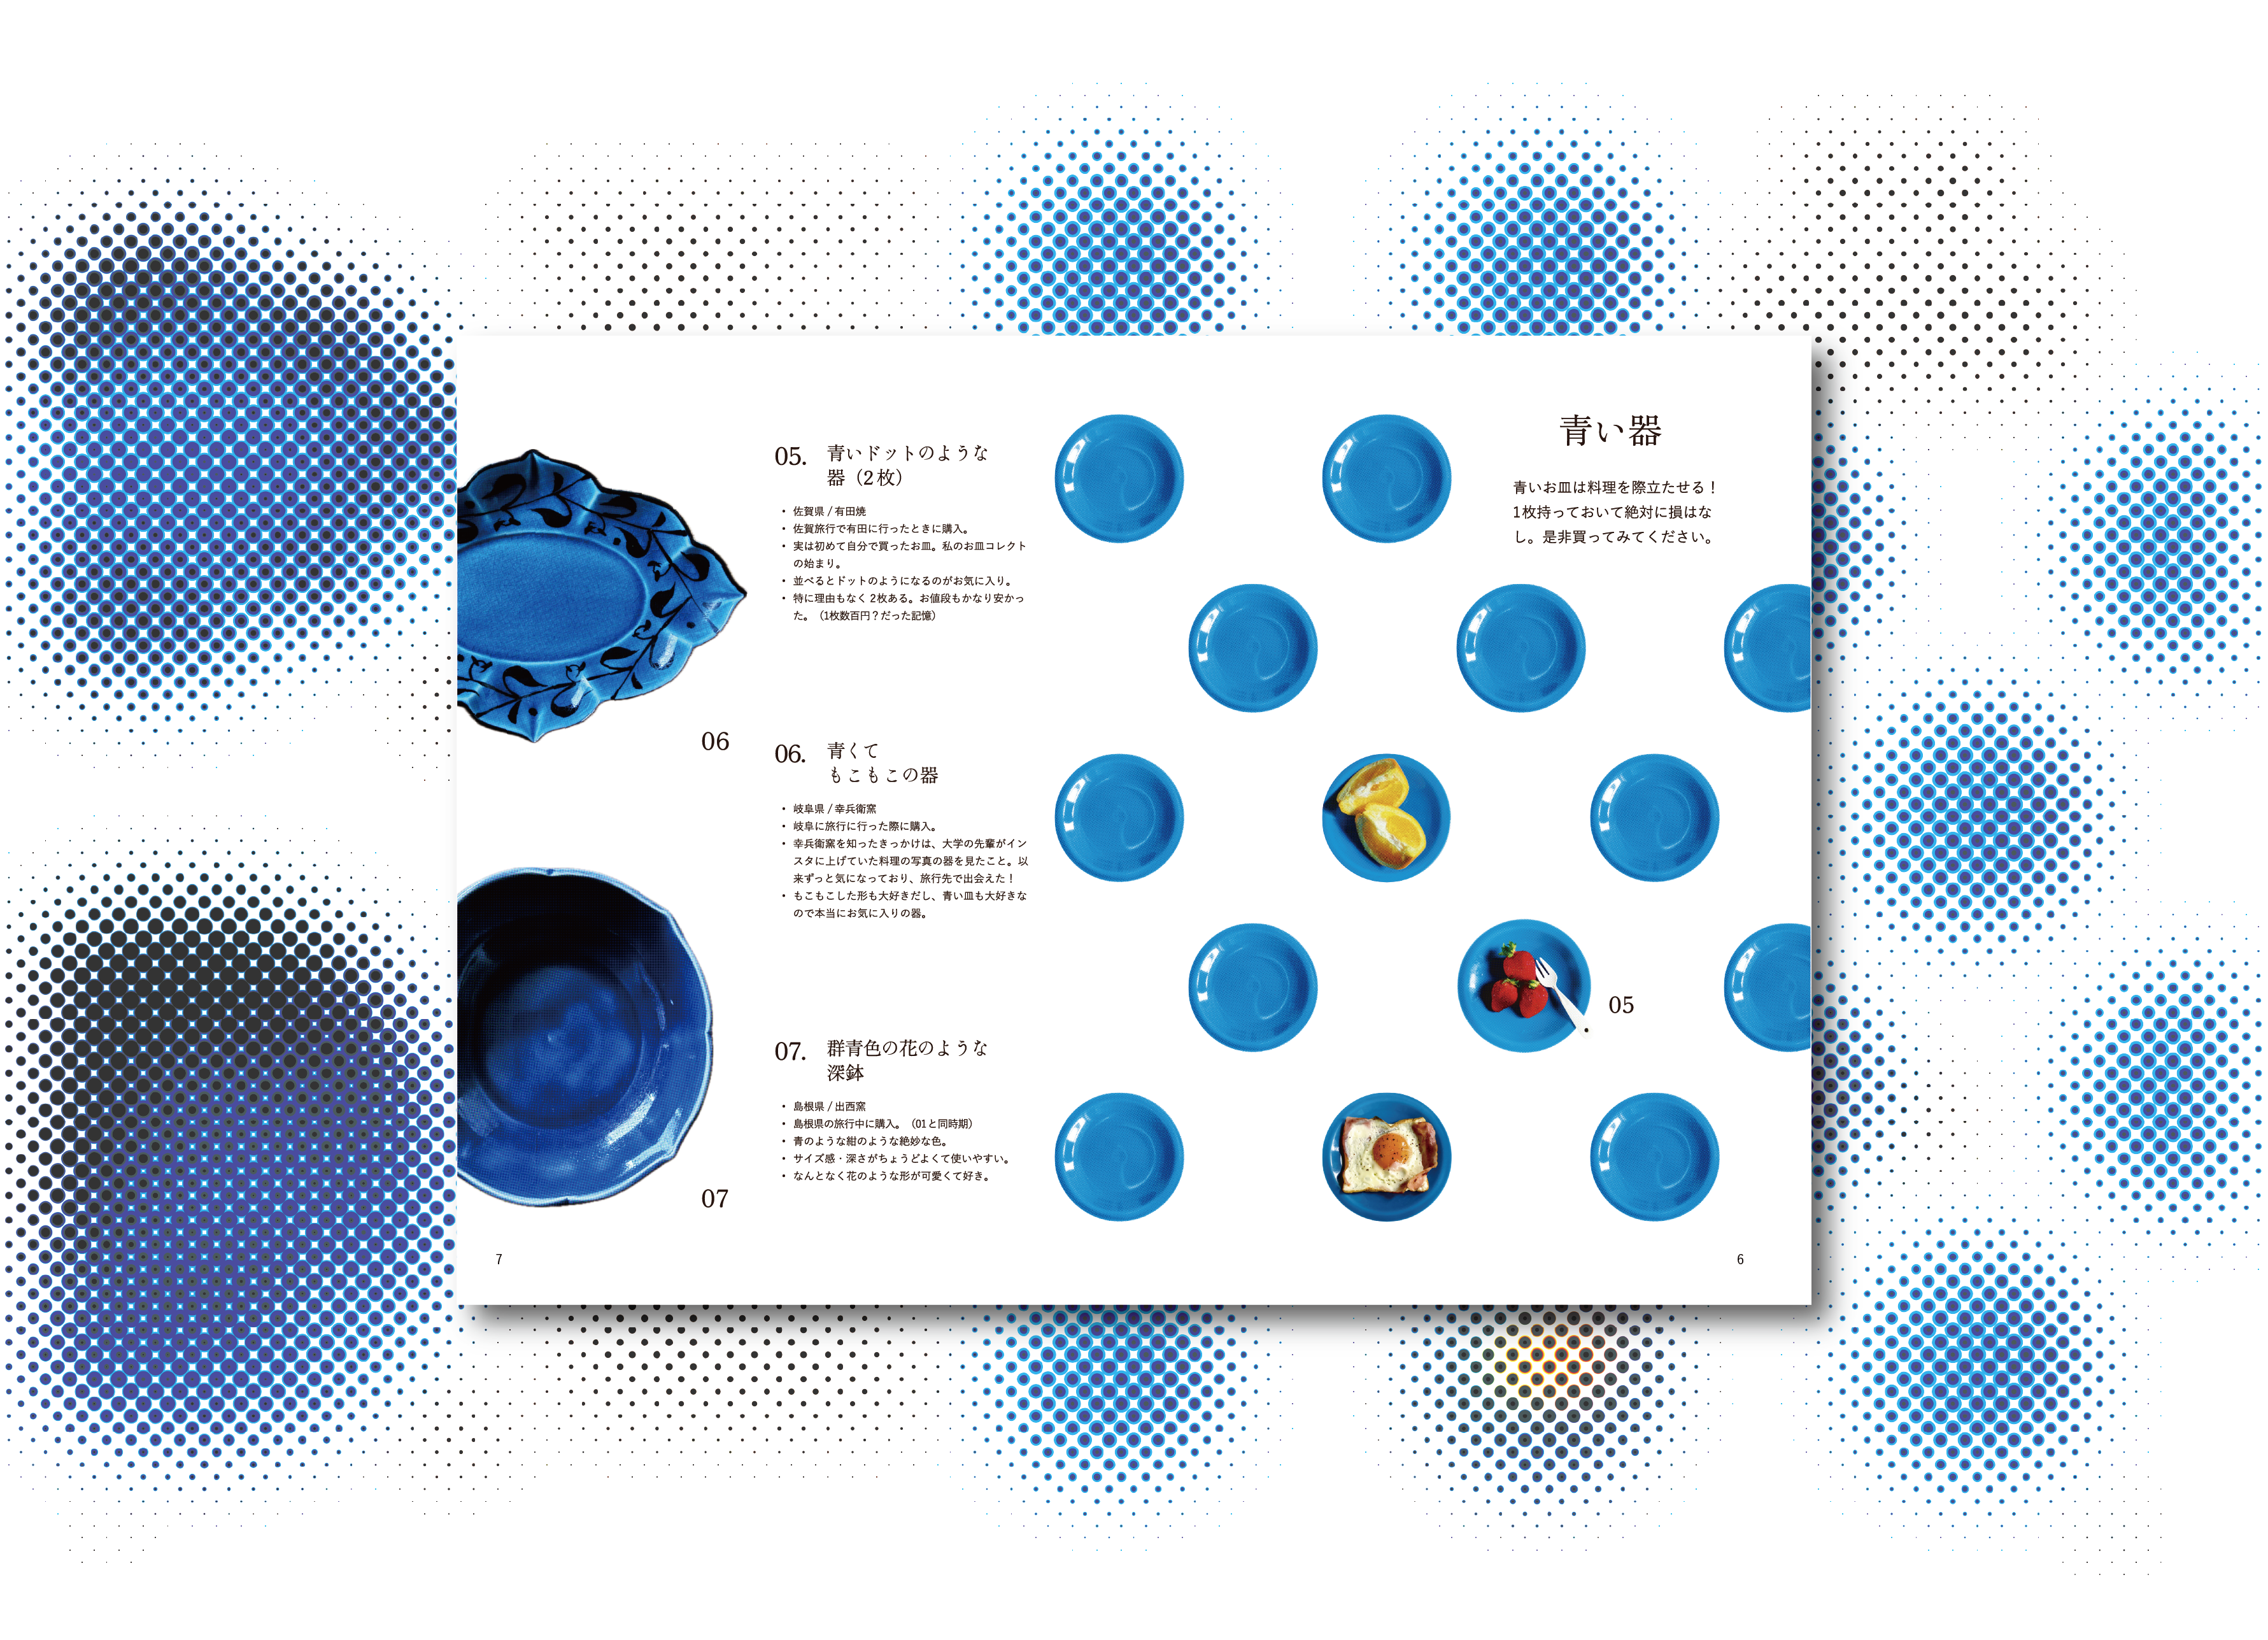 青い器
青いお皿は料理を際立たせる！
1枚持っておいて絶対に損はな
し。是非買ってみてください。
05
6
05. 青いドットのような
器（2枚）
• 佐賀県 / 有田焼
• 佐賀旅行で有田に行ったときに購入。
• 実は初めて自分で買ったお皿。私のお皿コレクト
の始まり。
• 並べるとドットのようになるのがお気に入り。
• 特に理由もなく2枚ある。お値段もかなり安かっ
た。（1枚数百円？だった記憶）
06. 青くて
もこもこの器
• 岐阜県 / 幸兵衛窯
• 岐阜に旅行に行った際に購入。
• 幸兵衛窯を知ったきっかけは、大学の先輩がイン
スタに上げていた料理の写真の器を見たこと。以
来ずっと気になっており、旅行先で出会えた！
• もこもこした形も大好きだし、青い皿も大好きな
ので本当にお気に入りの器。
07. 群青色の花のような
深鉢
• 島根県 / 出西窯
• 島根県の旅行中に購入。（01と同時期）
• 青のような紺のような絶妙な色。
• サイズ感・深さがちょうどよくて使いやすい。
• なんとなく花のような形が可愛くて好き。
06
07
7